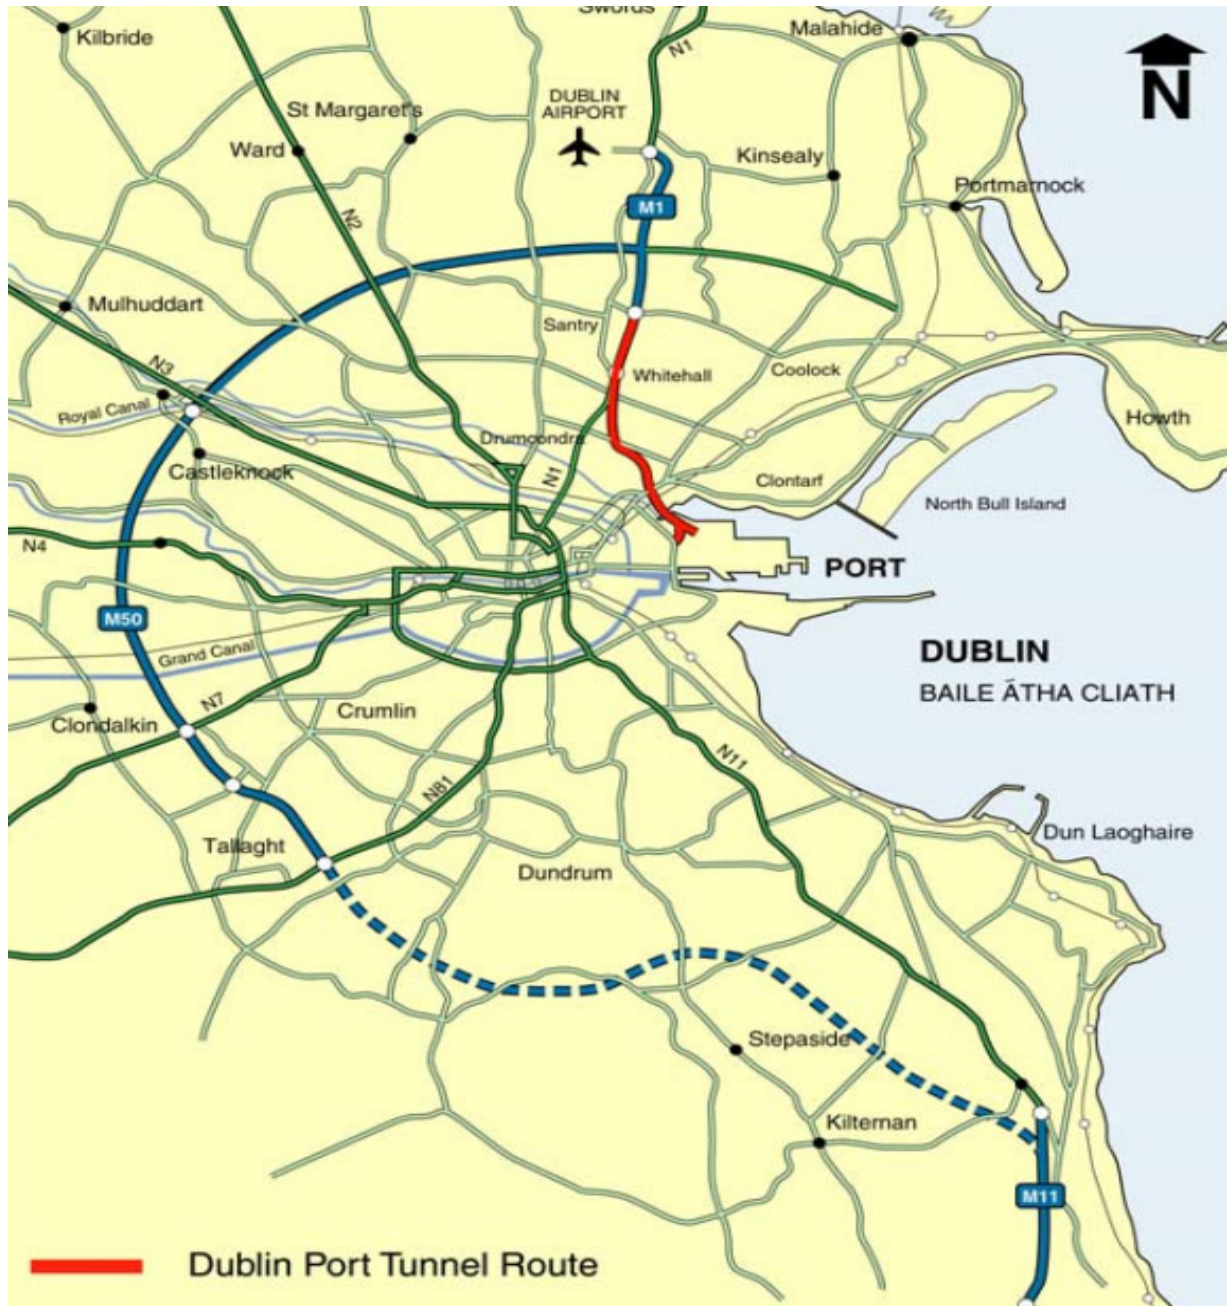 Swords
Malahide
Kilbride
N1
N
DUBLIN
AIRPORT
St Margaret's
Ward
Kinsealy
Portmarnock
M1
N2
Mulhuddart
Santry
N3
Whitehall
Coolock
Royal Canal
Howth
Drumcondra
Castleknock
N1
Clontarf
North Bull Island
N4
PORT
M50
Grand Canal
DUBLIN
BAILE ÃTHA CLIATH
N7
Crumlin
Clondalkin
N11
N81
Dun Laoghaire
Tallaght
Dundrum
Stepaside
Kilternan
M11
Dublin Port Tunnel Route